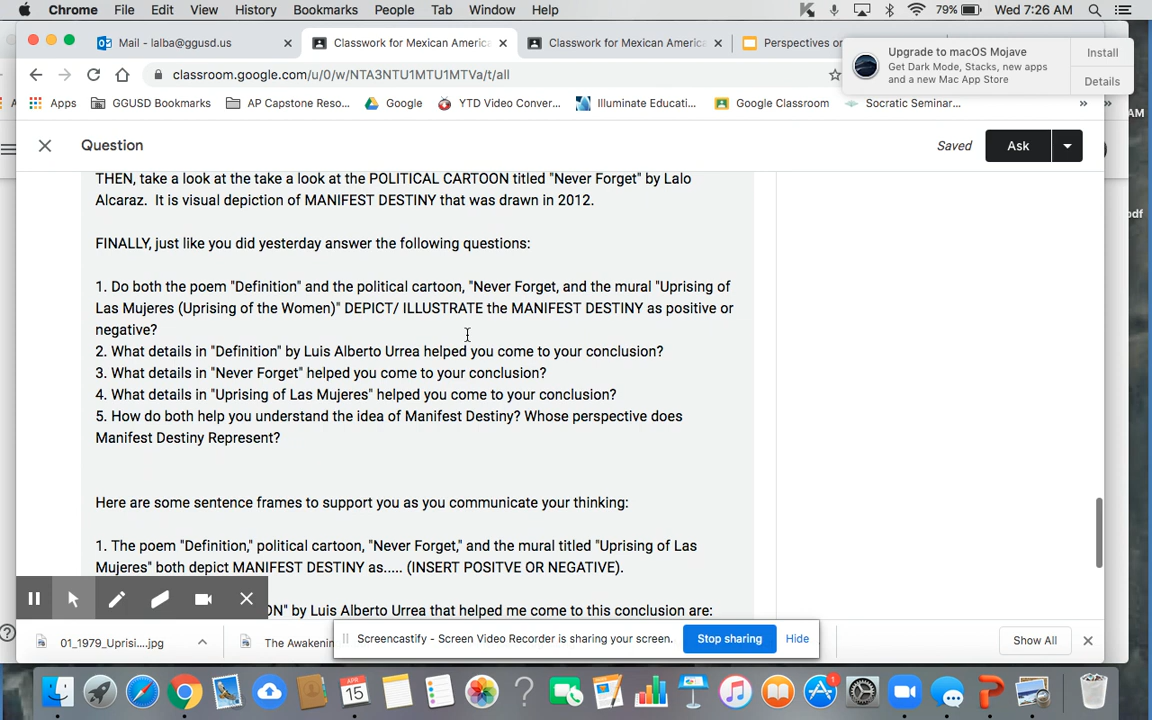 Chrome File Edit View History Bookmarks People Tab Window Help 79% Wed 7:26 AM
Mail - lalba@ggusd.us Classwork for Mexican America Classwork for Mexican America Perspectives on
Upgrade to macOS Mojave
Get Dark Mode, Stacks, new apps
and a new Mac App Store
Install
Details
classroom.google.com/u/0/w/NTA3NTU1MTU1MTVa/t/all
Apps GGUSD Bookmarks AP Capstone Reso... Google YTD Video Conver... Illuminate Educati... Google Classroom Socratic Seminar... » »
AM
Question Saved Ask
THEN, take a look at the take a look at the POLITICAL CARTOON titled "Never Forget" by Lalo
Alcaraz. It is visual depiction of MANIFEST DESTINY that was drawn in 2012.
pdf
FINALLY, just like you did yesterday answer the following questions:
1. Do both the poem "Definition" and the political cartoon, "Never Forget, and the mural "Uprising of
Las Mujeres (Uprising of the Women)" DEPICT/ ILLUSTRATE the MANIFEST DESTINY as positive or
negative?
2. What details in "Definition" by Luis Alberto Urrea helped you come to your conclusion?
3. What details in "Never Forget" helped you come to your conclusion?
4. What details in "Uprising of Las Mujeres" helped you come to your conclusion?
5. How do both help you understand the idea of Manifest Destiny? Whose perspective does
Manifest Destiny Represent?
Here are some sentence frames to support you as you communicate your thinking:
1. The poem "Definition," political cartoon, "Never Forget," and the mural titled "Uprising of Las
Mujeres" both depict MANIFEST DESTINY as..... (INSERT POSITVE OR NEGATIVE).
ON" by Luis Alberto Urrea that helped me come to this conclusion are:
01_1979_Uprisi....jpg The Awakenin Screencastify - Screen Video Recorder is sharing your screen. Stop sharing Hide Show All
APR
15
1